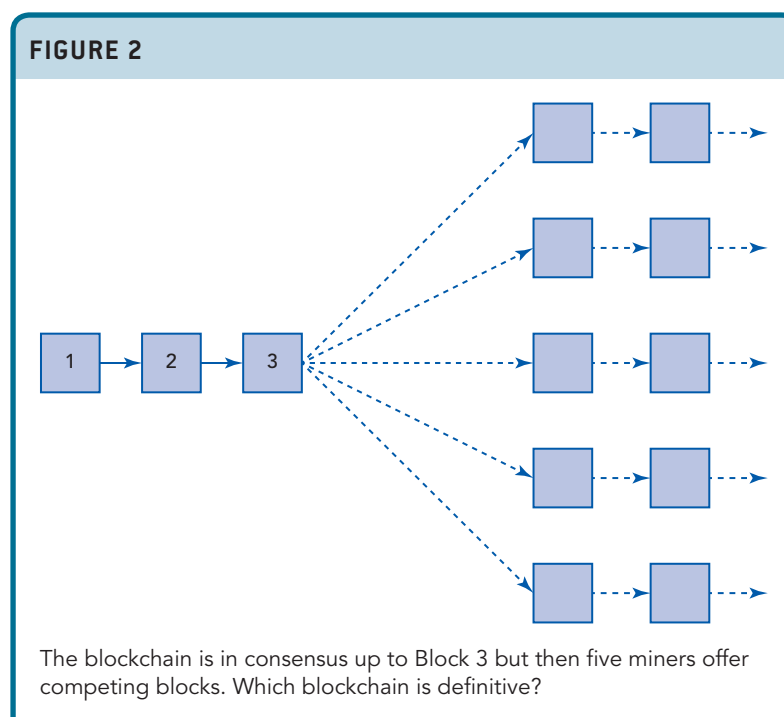 FIGURE 2
1
2
3
The blockchain is in consensus up to Block 3 but then five miners offer
competing blocks. Which blockchain is definitive?